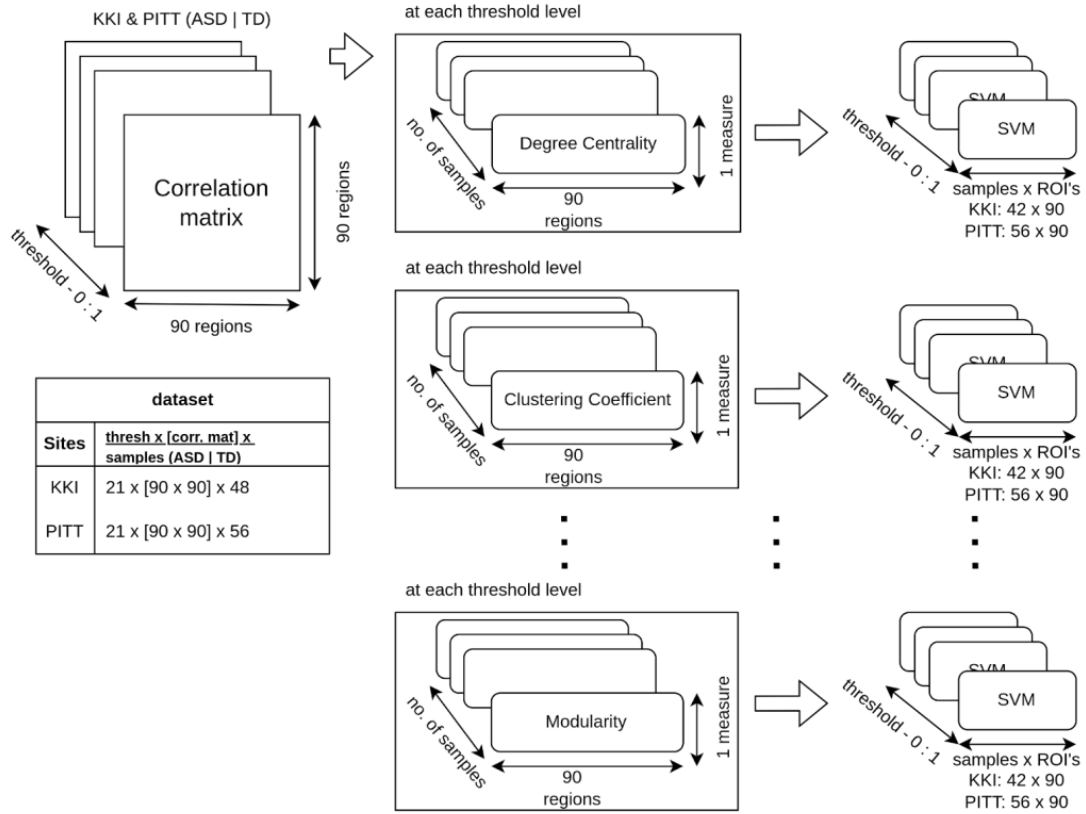 KKI & PITT (ASD | TD)
Correlation
matrix
90 regions
threshold - 0 : 1
90 regions
dataset
Sites
thresh x [corr. mat] x
samples (ASD | TD)
KKI
21 x [90 x 90] x 48
PITT
21 x [90 x 90] x 56
at each threshold level
no. of samples
Degree Centrality
1 measure
90
regions
threshold - 0 : 1
SVM
SVM
samples x ROI's
KKI: 42 x 90
PITT: 56 x 90
at each threshold level
no. of samples
Clustering Coefficient
1 measure
90
regions
threshold - 0 : 1
SVM
SVM
samples x ROI's
KKI: 42 x 90
PITT: 56 x 90
at each threshold level
no. of samples
Modularity
1 measure
90
regions
threshold - 0 : 1
SVM
SVM
samples x ROI's
KKI: 42 x 90
PITT: 56 x 90